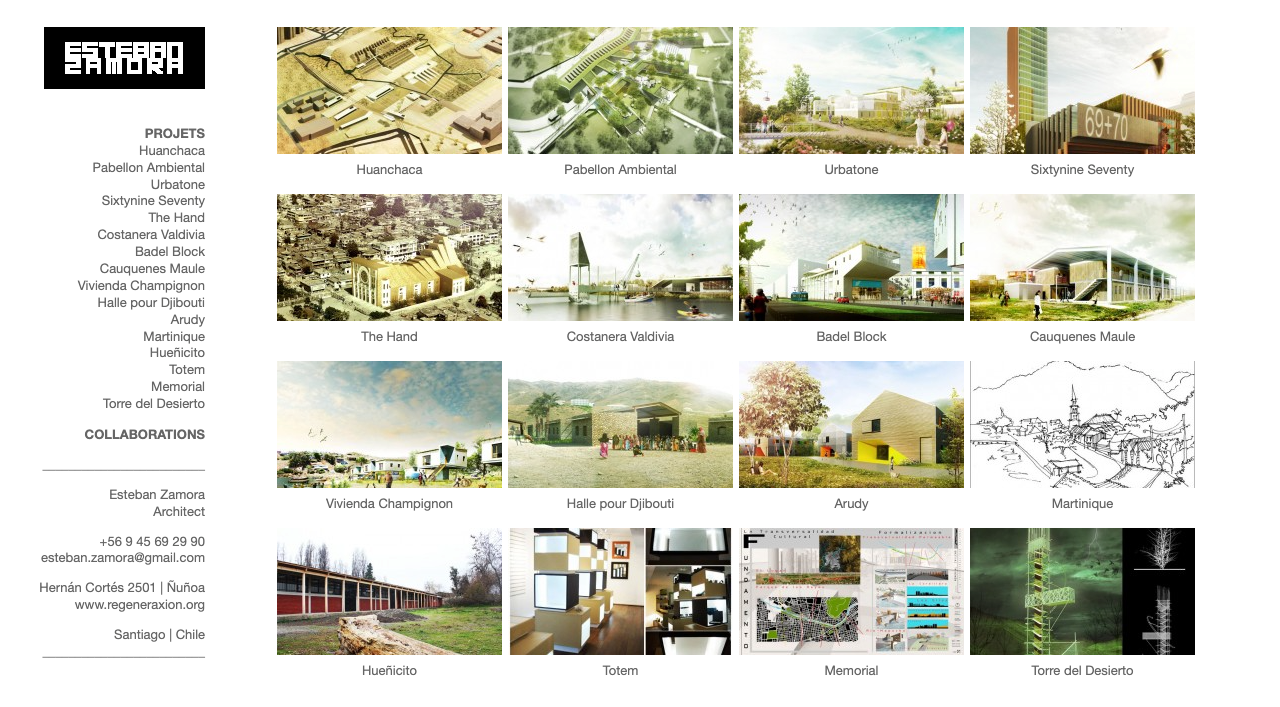 ESTEBAN
ZAMORA
PROJETS
Huanchaca
Pabellon Ambiental
Urbatone
Sixtynine Seventy
The Hand
Costanera Valdivia
Badel Block
Cauquenes Maule
Vivienda Champignon
Halle pour Djibouti
Arudy
Martinique
Hueñicito
Totem
Memorial
Torre del Desierto
COLLABORATIONS
Esteban Zamora
Architect
+56 9 45 69 29 90
esteban.zamora@gmail.com
Hernán Cortés 2501 | Ñuñoa
www.regeneraxion.org
Santiago | Chile
69+70
Huanchaca
Pabellon Ambiental
Urbatone
Sixtynine Seventy
The Hand
Costanera Valdivia
Badel Block
Cauquenes Maule
Vivienda Champignon
Halle pour Djibouti
Arudy
Martinique
La Transversalidad
Cultural
Formalizacion
FUNDAMENTO
Hueñicito
Totem
Memorial
Torre del Desierto